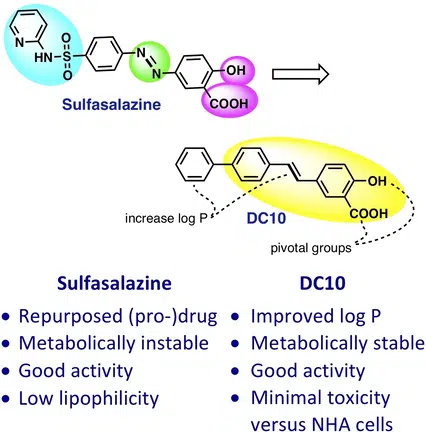 N
HN
S
O
O
N
N
OH
COOH
Sulfasalazine
OH
COOH
increase log P
DC10
pivotal groups
Sulfasalazine
• Repurposed (pro-)drug
• Metabolically instable
• Good activity
• Low lipophilicity
DC10
• Improved log P
• Metabolically stable
• Good activity
• Minimal toxicity
versus NHA cells